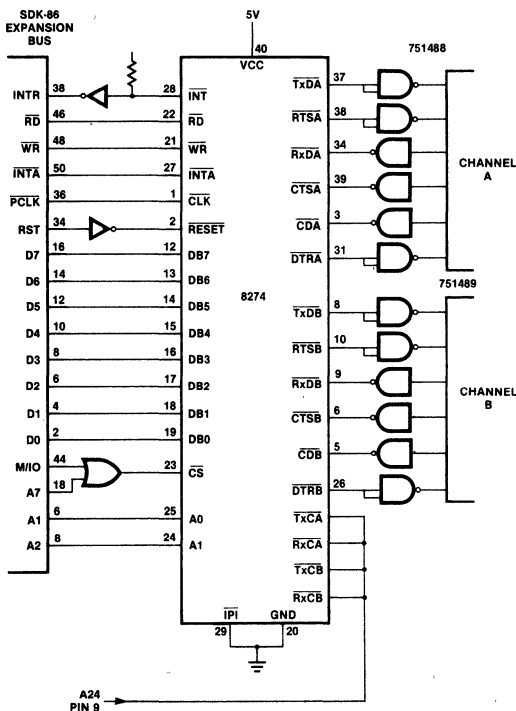 SDK-86
EXPANSION
BUS
5V
40
VCC
751488
INTR 38 28 INT
RD 46 22 RD
WR 48 21 WR
INTA 50 27 INTA
PCLK 36 1 CLK
RST 34 2 RESET
D7 16 12 DB7
D6 14 13 DB6
D5 12 14 DB5
D4 10 15 DB4
D3 8 16 DB3
D2 6 17 DB2
D1 4 18 DB1
D0 2 19 DB0
M/IO 44 23 CS
A7 18
A1 6 25 A0
A2 8 24 A1
8274
TxDA 37
RTSA 38
RxDA 34
CTSA 39
CDA 3
DTRA 31
CHANNEL
A
751489
TxDB 8
RTSB 10
RxDB 9
CTSB 6
CDB 5
DTRB 26
CHANNEL
B
TxCA
RxCA
TxCB
RxCB
IPI GND
29 20
A24
PIN 9